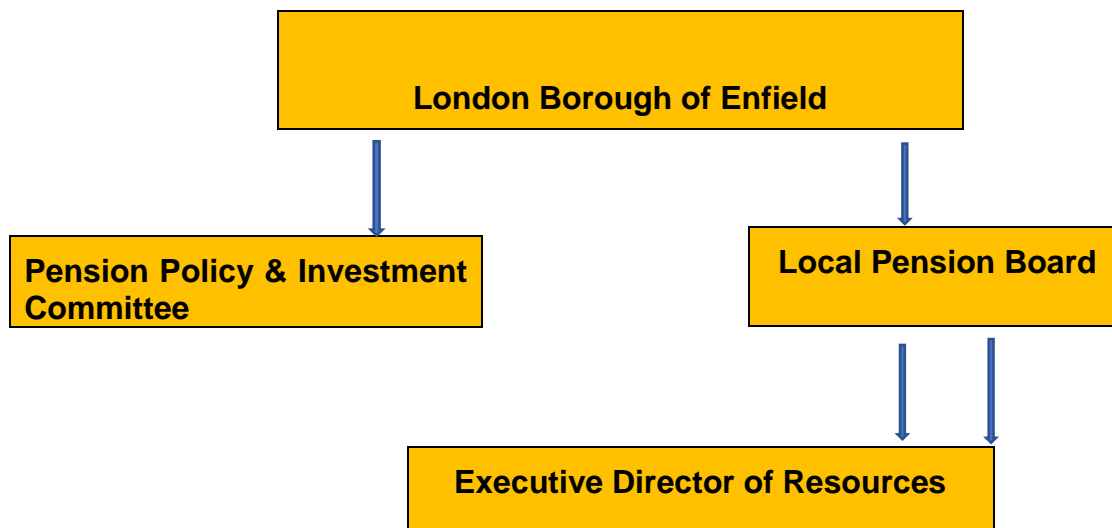 London Borough of Enfield
Pension Policy & Investment
Committee
Local Pension Board
Executive Director of Resources